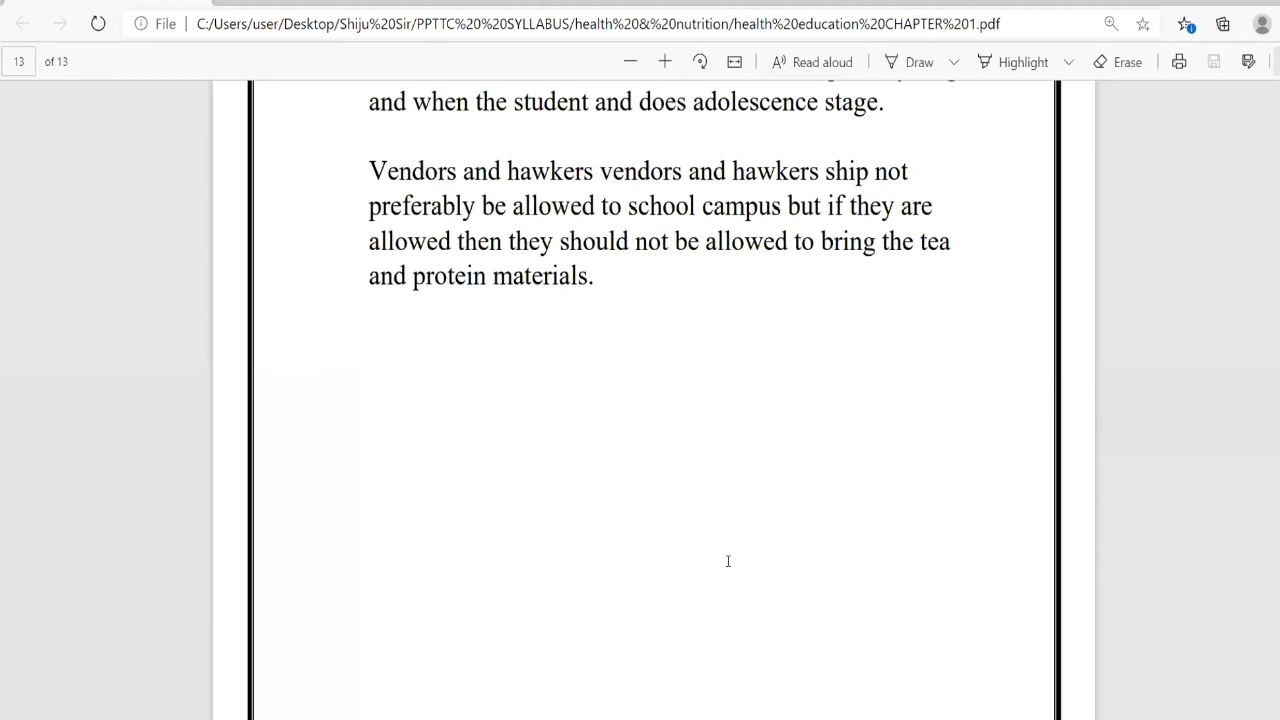 File
C:/Users/user/Desktop/Shiju%20Sir/PPTTC%20%20SYLLABUS/health%20&%20nutrition/health%20education%20CHAPTER%201.pdf
13 of 13
Read aloud
Draw
Highlight
Erase
and when the student and does adolescence stage.
Vendors and hawkers vendors and hawkers ship not
preferably be allowed to school campus but if they are
allowed then they should not be allowed to bring the tea
and protein materials.